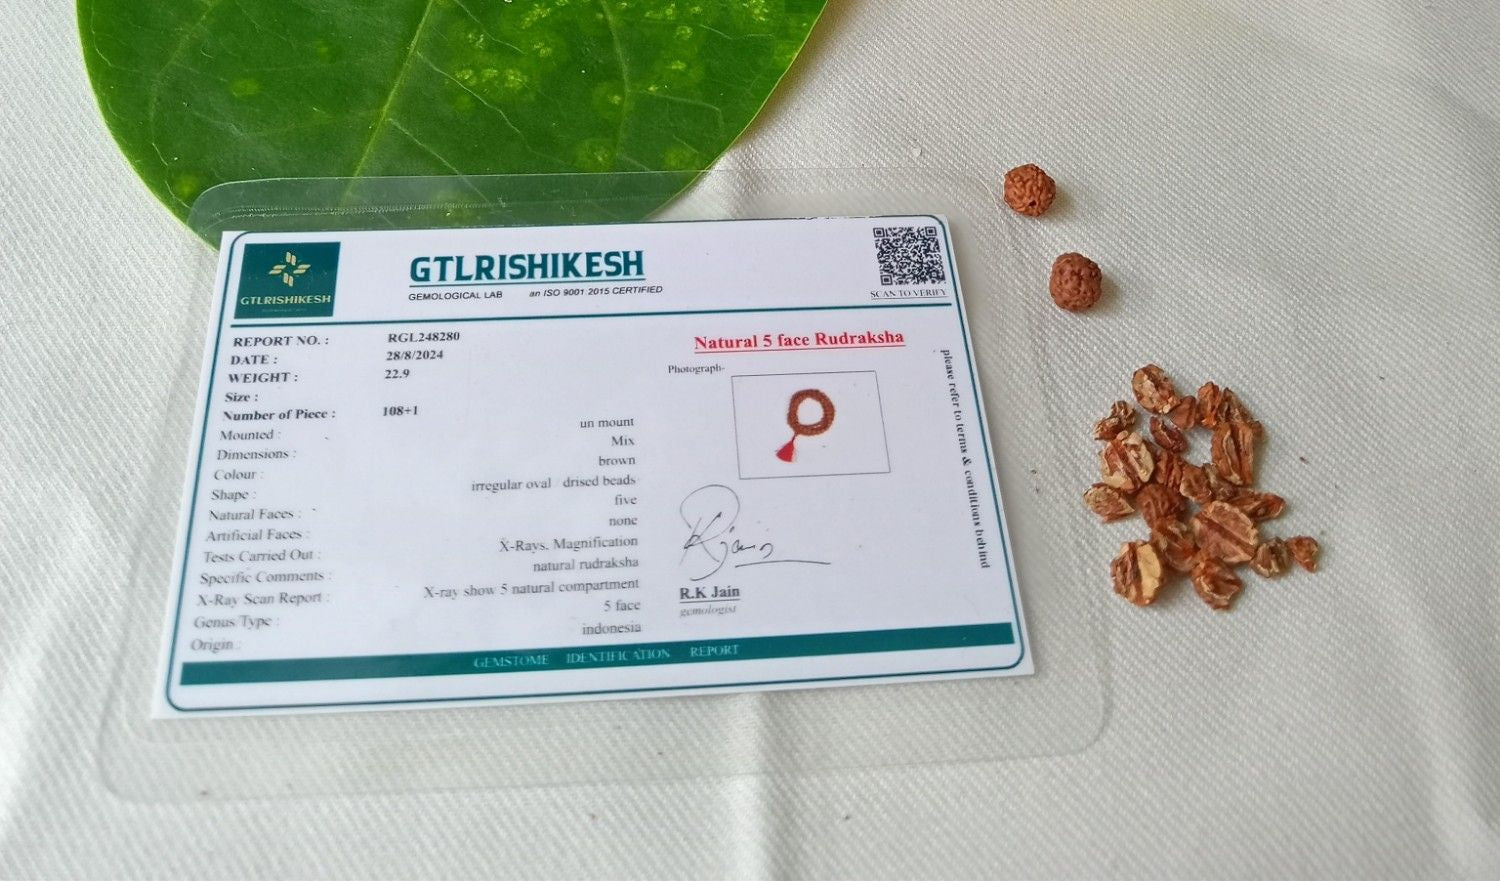 GTLRISHIKESH
GTLRISHIKESH
GEMOLOGICAL LAB an ISO 9001 2015 CERTIFIED
SCAN TO VERIFY
REPORT NO. : RGL248280
DATE : 28/8/2024
WEIGHT : 22.9
Size :
Number of Piece : 108+1
Mounted : un mount
Dimensions : Mix
Colour : brown
Shape : irregular oval drised beads
Natural Faces : five
Artificial Faces : none
Tests Carried Out : X-Rays. Magnification
Specific Comments : natural rudraksha
X-Ray Scan Report : X-ray show 5 natural compartment
Genus Type : 5 face
Origin : indonesia
Natural 5 face Rudraksha
Photograph-
R.K Jain
gemologist
please refer to terms & conditions behind
GEMSTOME IDENTIFICATION REPORT